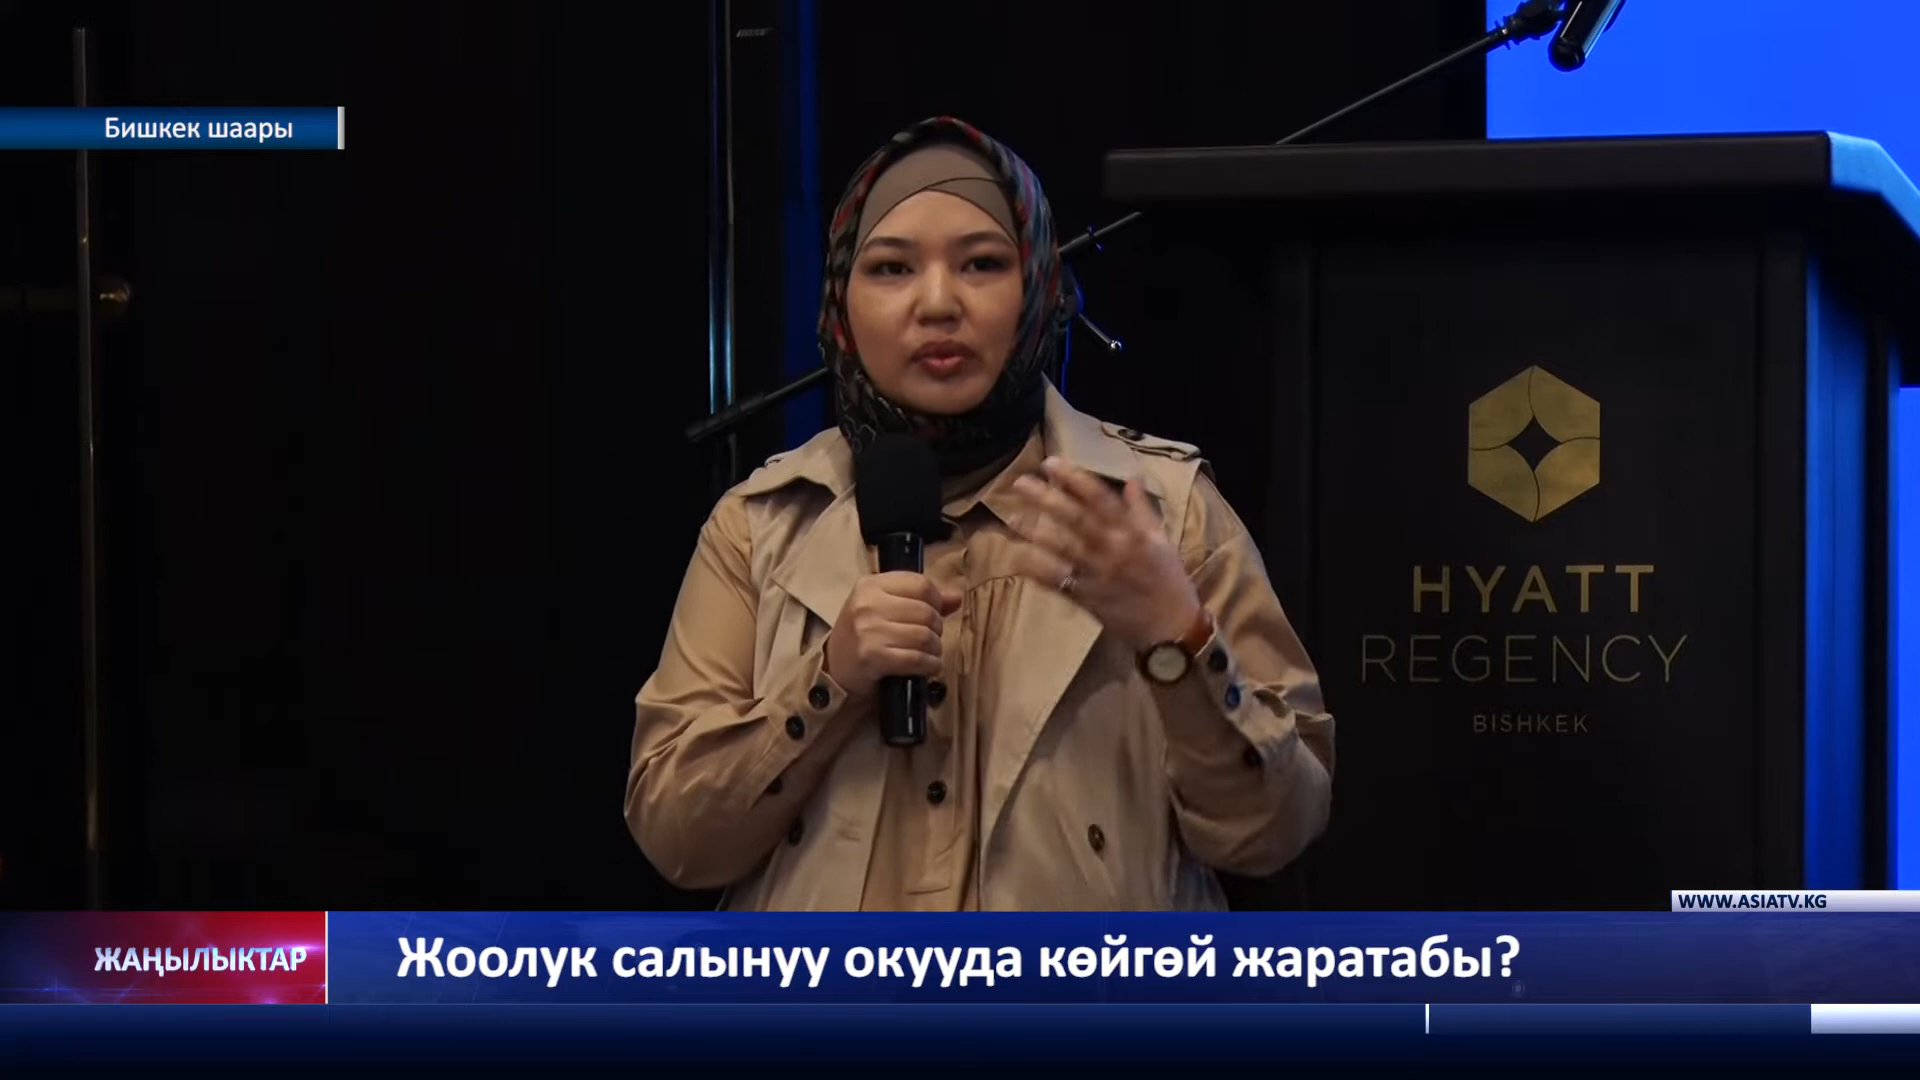 Бишкек шаары
HYATT
REGENCY
BISHKEK
WWW.ASIATV.KG
ЖАҢЫЛЫКТАР
Жоолук салынуу окууда көйгөй жаратабы?